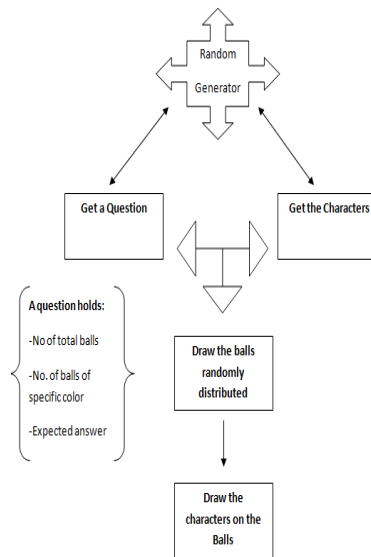 Random
Generator
Get a Question
Get the Characters
A question holds:
-No of total balls
-No. of balls of
specific color
-Expected answer
Draw the balls
randomly
distributed
Draw the
characters on the
Balls